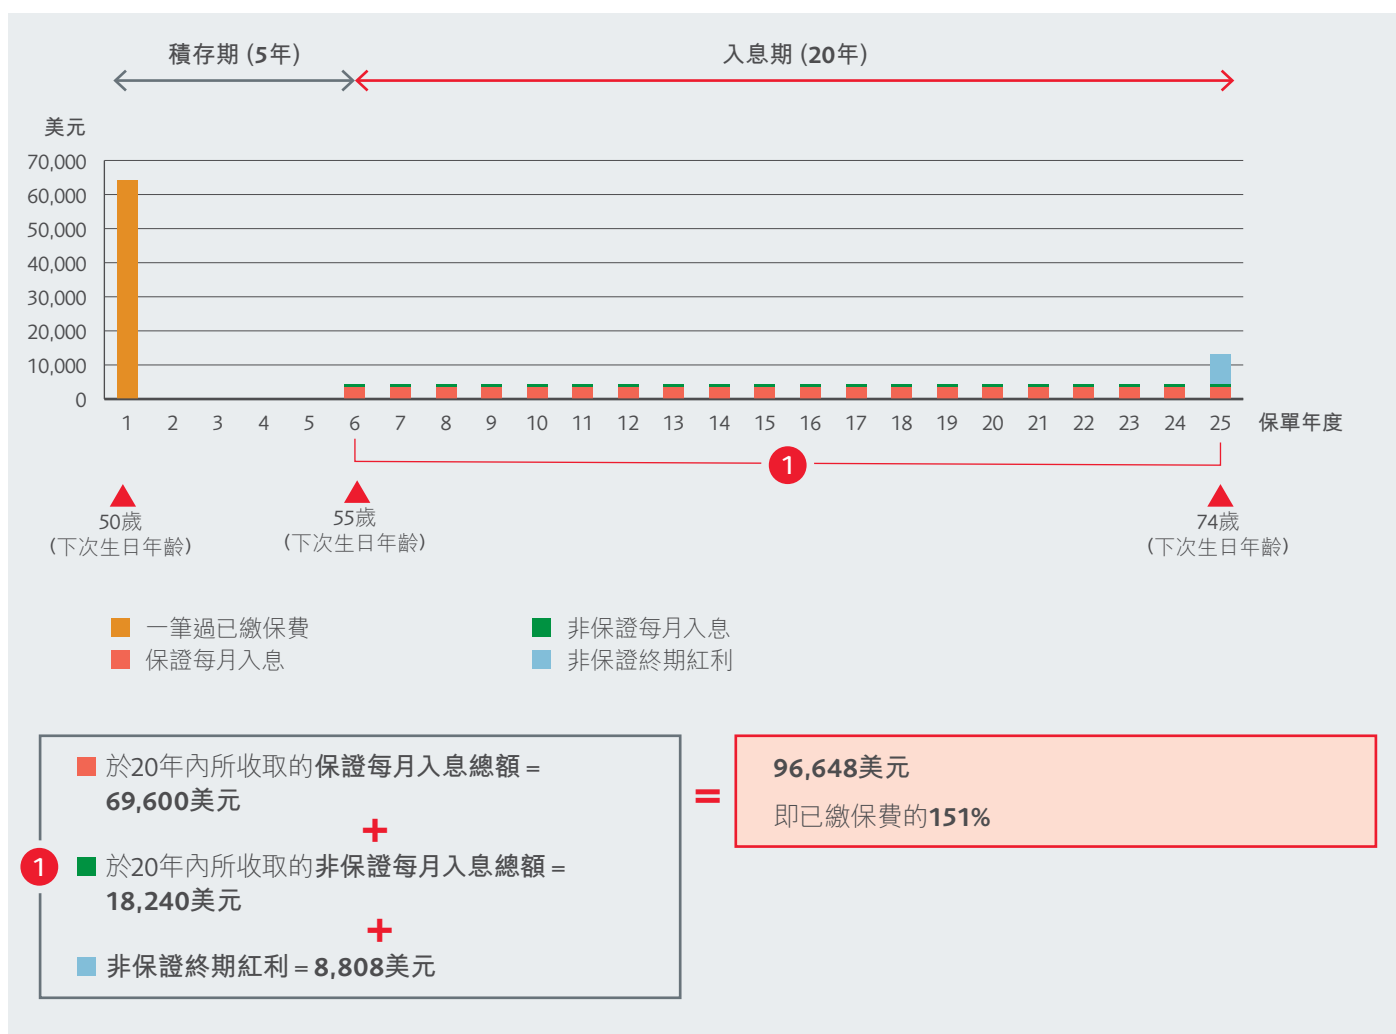 積存期 (5年)
入息期 (20年)
美元
70,000
60,000
50,000
40,000
30,000
20,000
10,000
0
1 2 3 4 5 6 7 8 9 10 11 12 13 14 15 16 17 18 19 20 21 22 23 24 25 保單年度
1
50歲
(下次生日年齡)
55歲
(下次生日年齡)
74歲
(下次生日年齡)
一筆過已繳保費
非保證每月入息
保證每月入息
非保證終期紅利
1
於20年內所收取的保證每月入息總額 =
69,600美元
+
於20年內所收取的非保證每月入息總額 =
18,240美元
+
非保證終期紅利 = 8,808美元
=
96,648美元
即已繳保費的151%